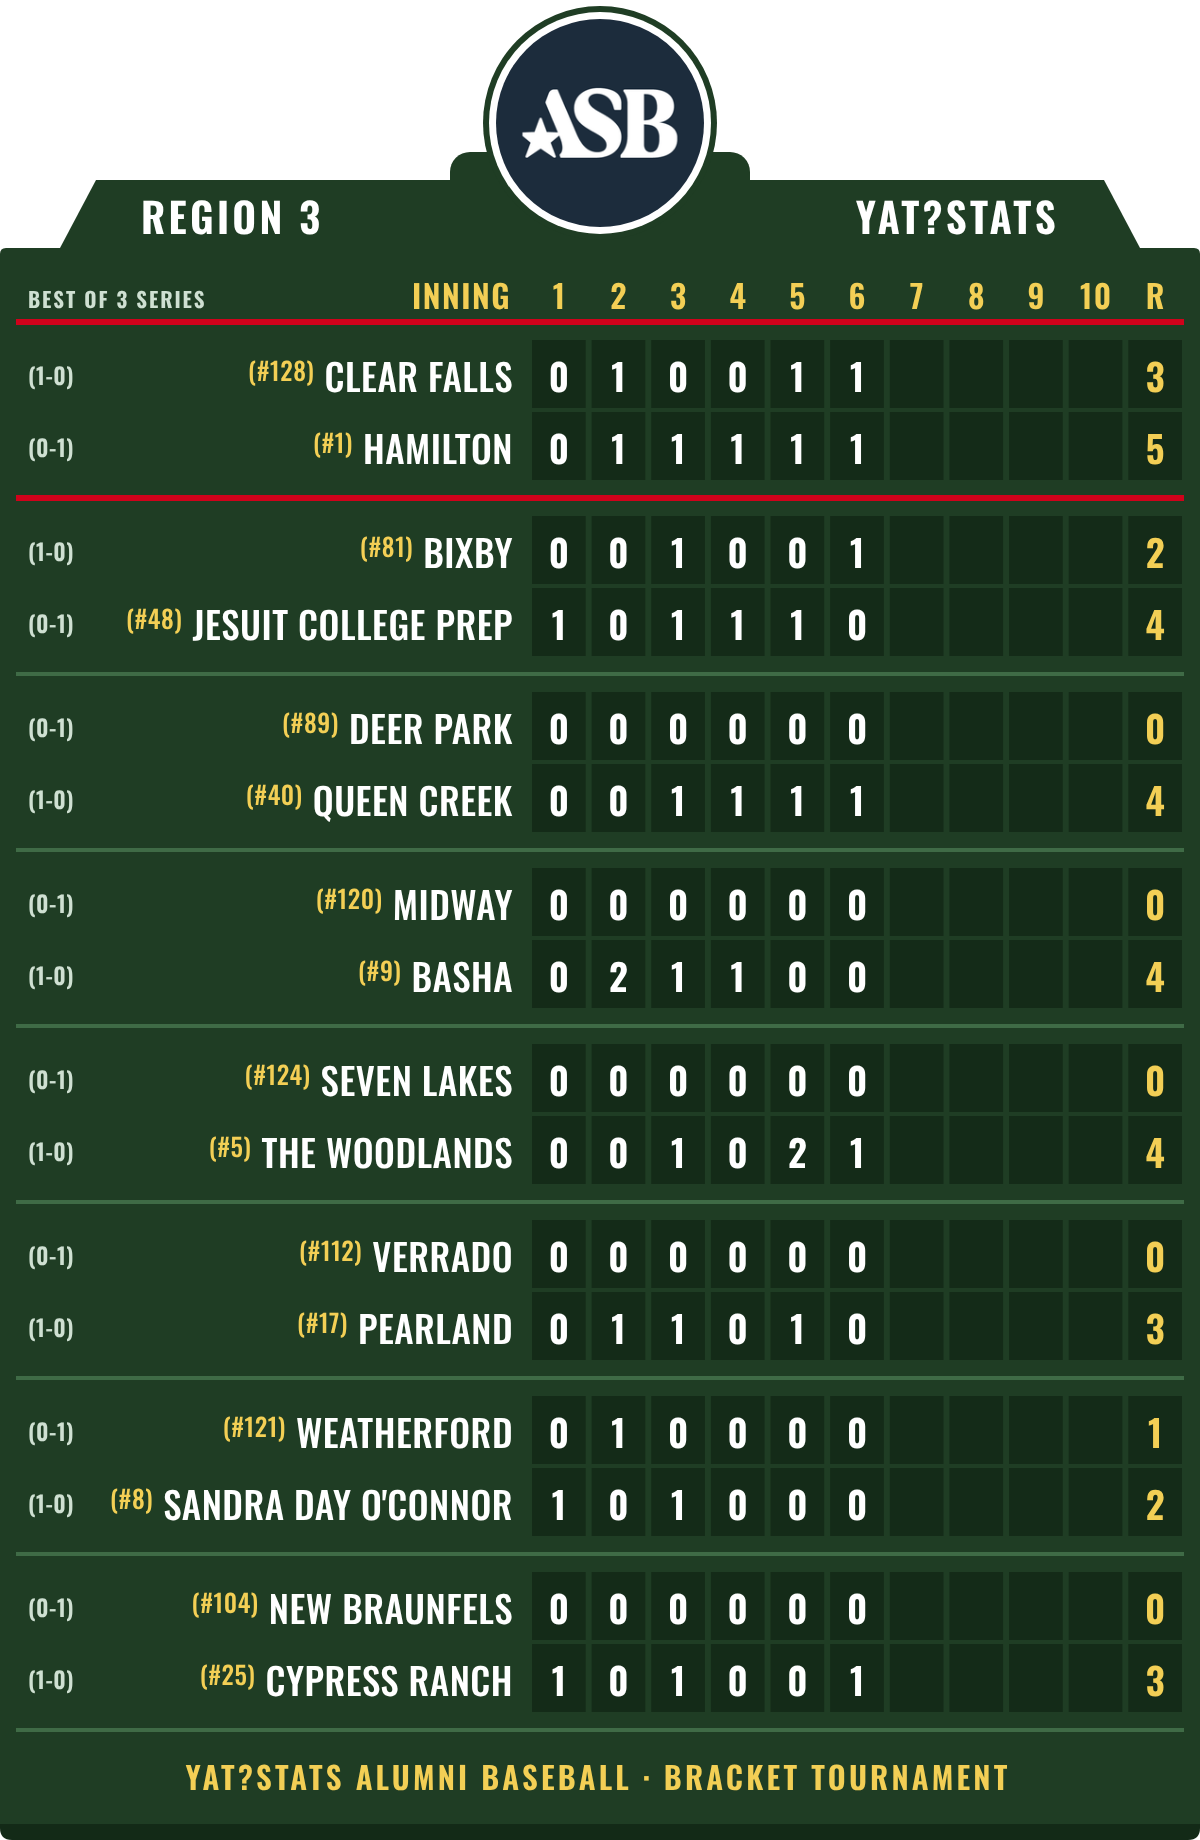 ASB
REGION 3 YAT?STATS
BEST OF 3 SERIES INNING 1 2 3 4 5 6 7 8 9 10 R
(1-0) (#128) CLEAR FALLS 0 1 0 0 1 1 3
(0-1) (#1) HAMILTON 0 1 1 1 1 1 5
(1-0) (#81) BIXBY 0 0 1 0 0 1 2
(0-1) (#48) JESUIT COLLEGE PREP 1 0 1 1 1 0 4
(0-1) (#89) DEER PARK 0 0 0 0 0 0 0
(1-0) (#40) QUEEN CREEK 0 0 1 1 1 1 4
(0-1) (#120) MIDWAY 0 0 0 0 0 0 0
(1-0) (#9) BASHA 0 2 1 1 0 0 4
(0-1) (#124) SEVEN LAKES 0 0 0 0 0 0 0
(1-0) (#5) THE WOODLANDS 0 0 1 0 2 1 4
(0-1) (#112) VERRADO 0 0 0 0 0 0 0
(1-0) (#17) PEARLAND 0 1 1 0 1 0 3
(0-1) (#121) WEATHERFORD 0 1 0 0 0 0 1
(1-0) (#8) SANDRA DAY O'CONNOR 1 0 1 0 0 0 2
(0-1) (#104) NEW BRAUNFELS 0 0 0 0 0 0 0
(1-0) (#25) CYPRESS RANCH 1 0 1 0 0 1 3
YAT?STATS ALUMNI BASEBALL · BRACKET TOURNAMENT